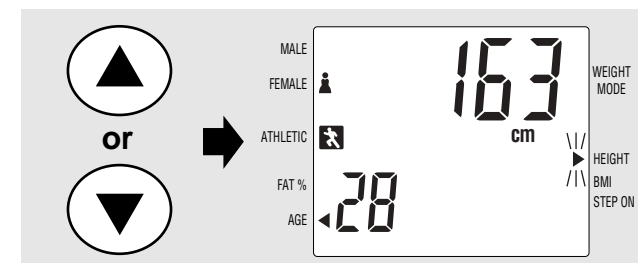 or
MALE
FEMALE
ATHLETIC
FAT %
AGE
163
cm
28
WEIGHT
MODE
HEIGHT
BMI
STEP ON